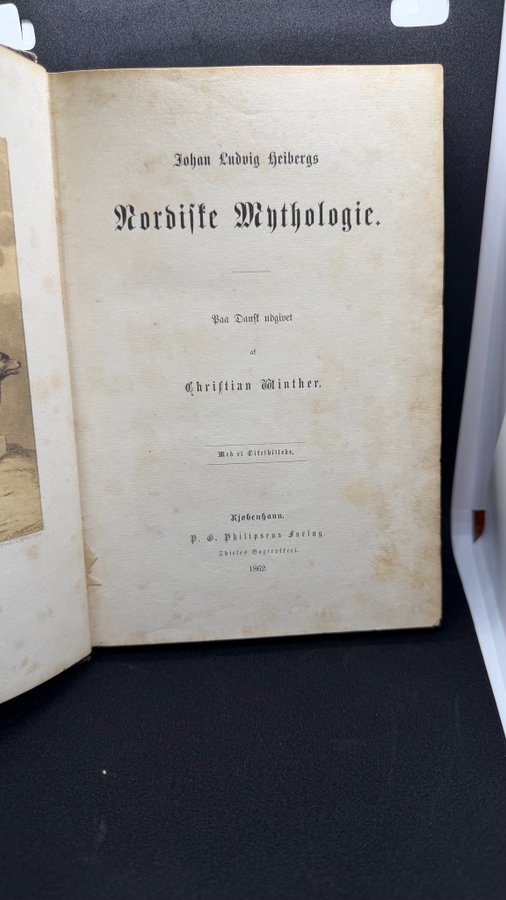 Johan Ludvig Heibergs
Nordiske Mythologie.
Paa Dansk udgivet
af
Christian Winther.
Med et Titelbillede.
Kjøbenhavn.
P. G. Philipsens Forlag
Thieles Bogtrykkeri.
1862.